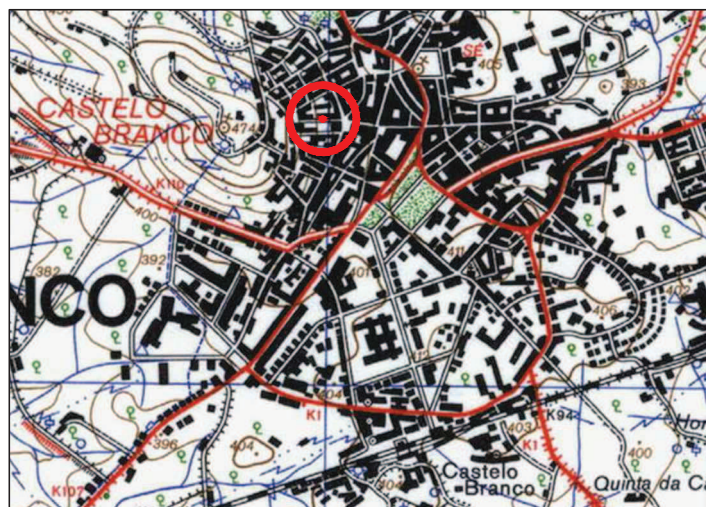 SÉ
405
393
CASTELO
BRANCO
474
K110
400
392
382
NCO
401
411
402
406
412
404
K1
396
404
403
K94
K1
400
Hor
K107
Castelo
Branco
Quinta da Ca